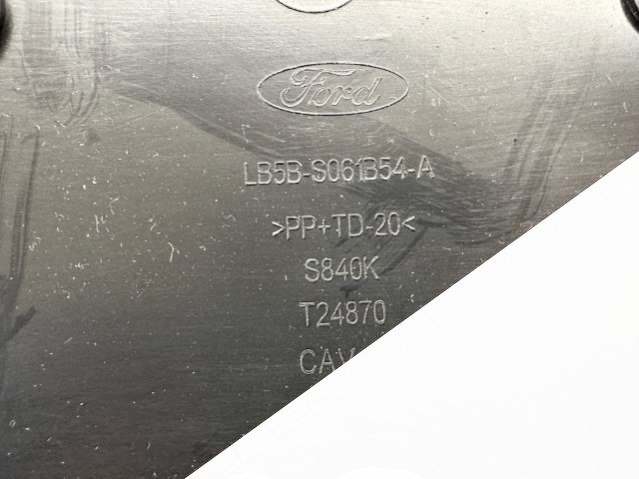 Ford
LB5B-S061B54-A
>PP+TD-20<
S840K
T24870